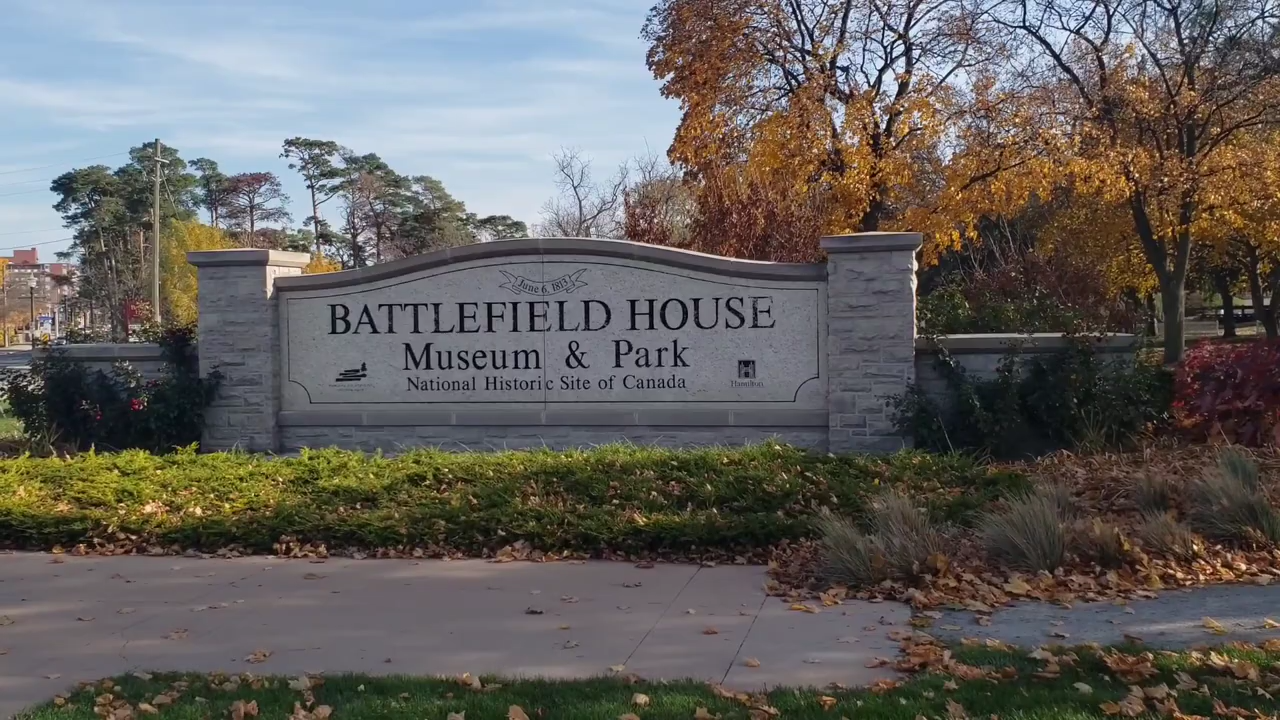 June 6, 1813
BATTLEFIELD HOUSE
Museum & Park
National Historic Site of Canada
Hamilton